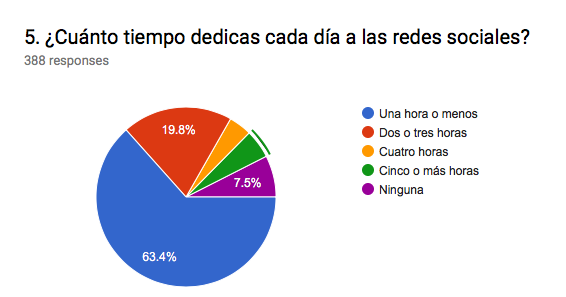 5. ¿Cuánto tiempo dedicas cada día a las redes sociales?
388 responses
19.8%
7.5%
63.4%
Una hora o menos
Dos o tres horas
Cuatro horas
Cinco o más horas
Ninguna